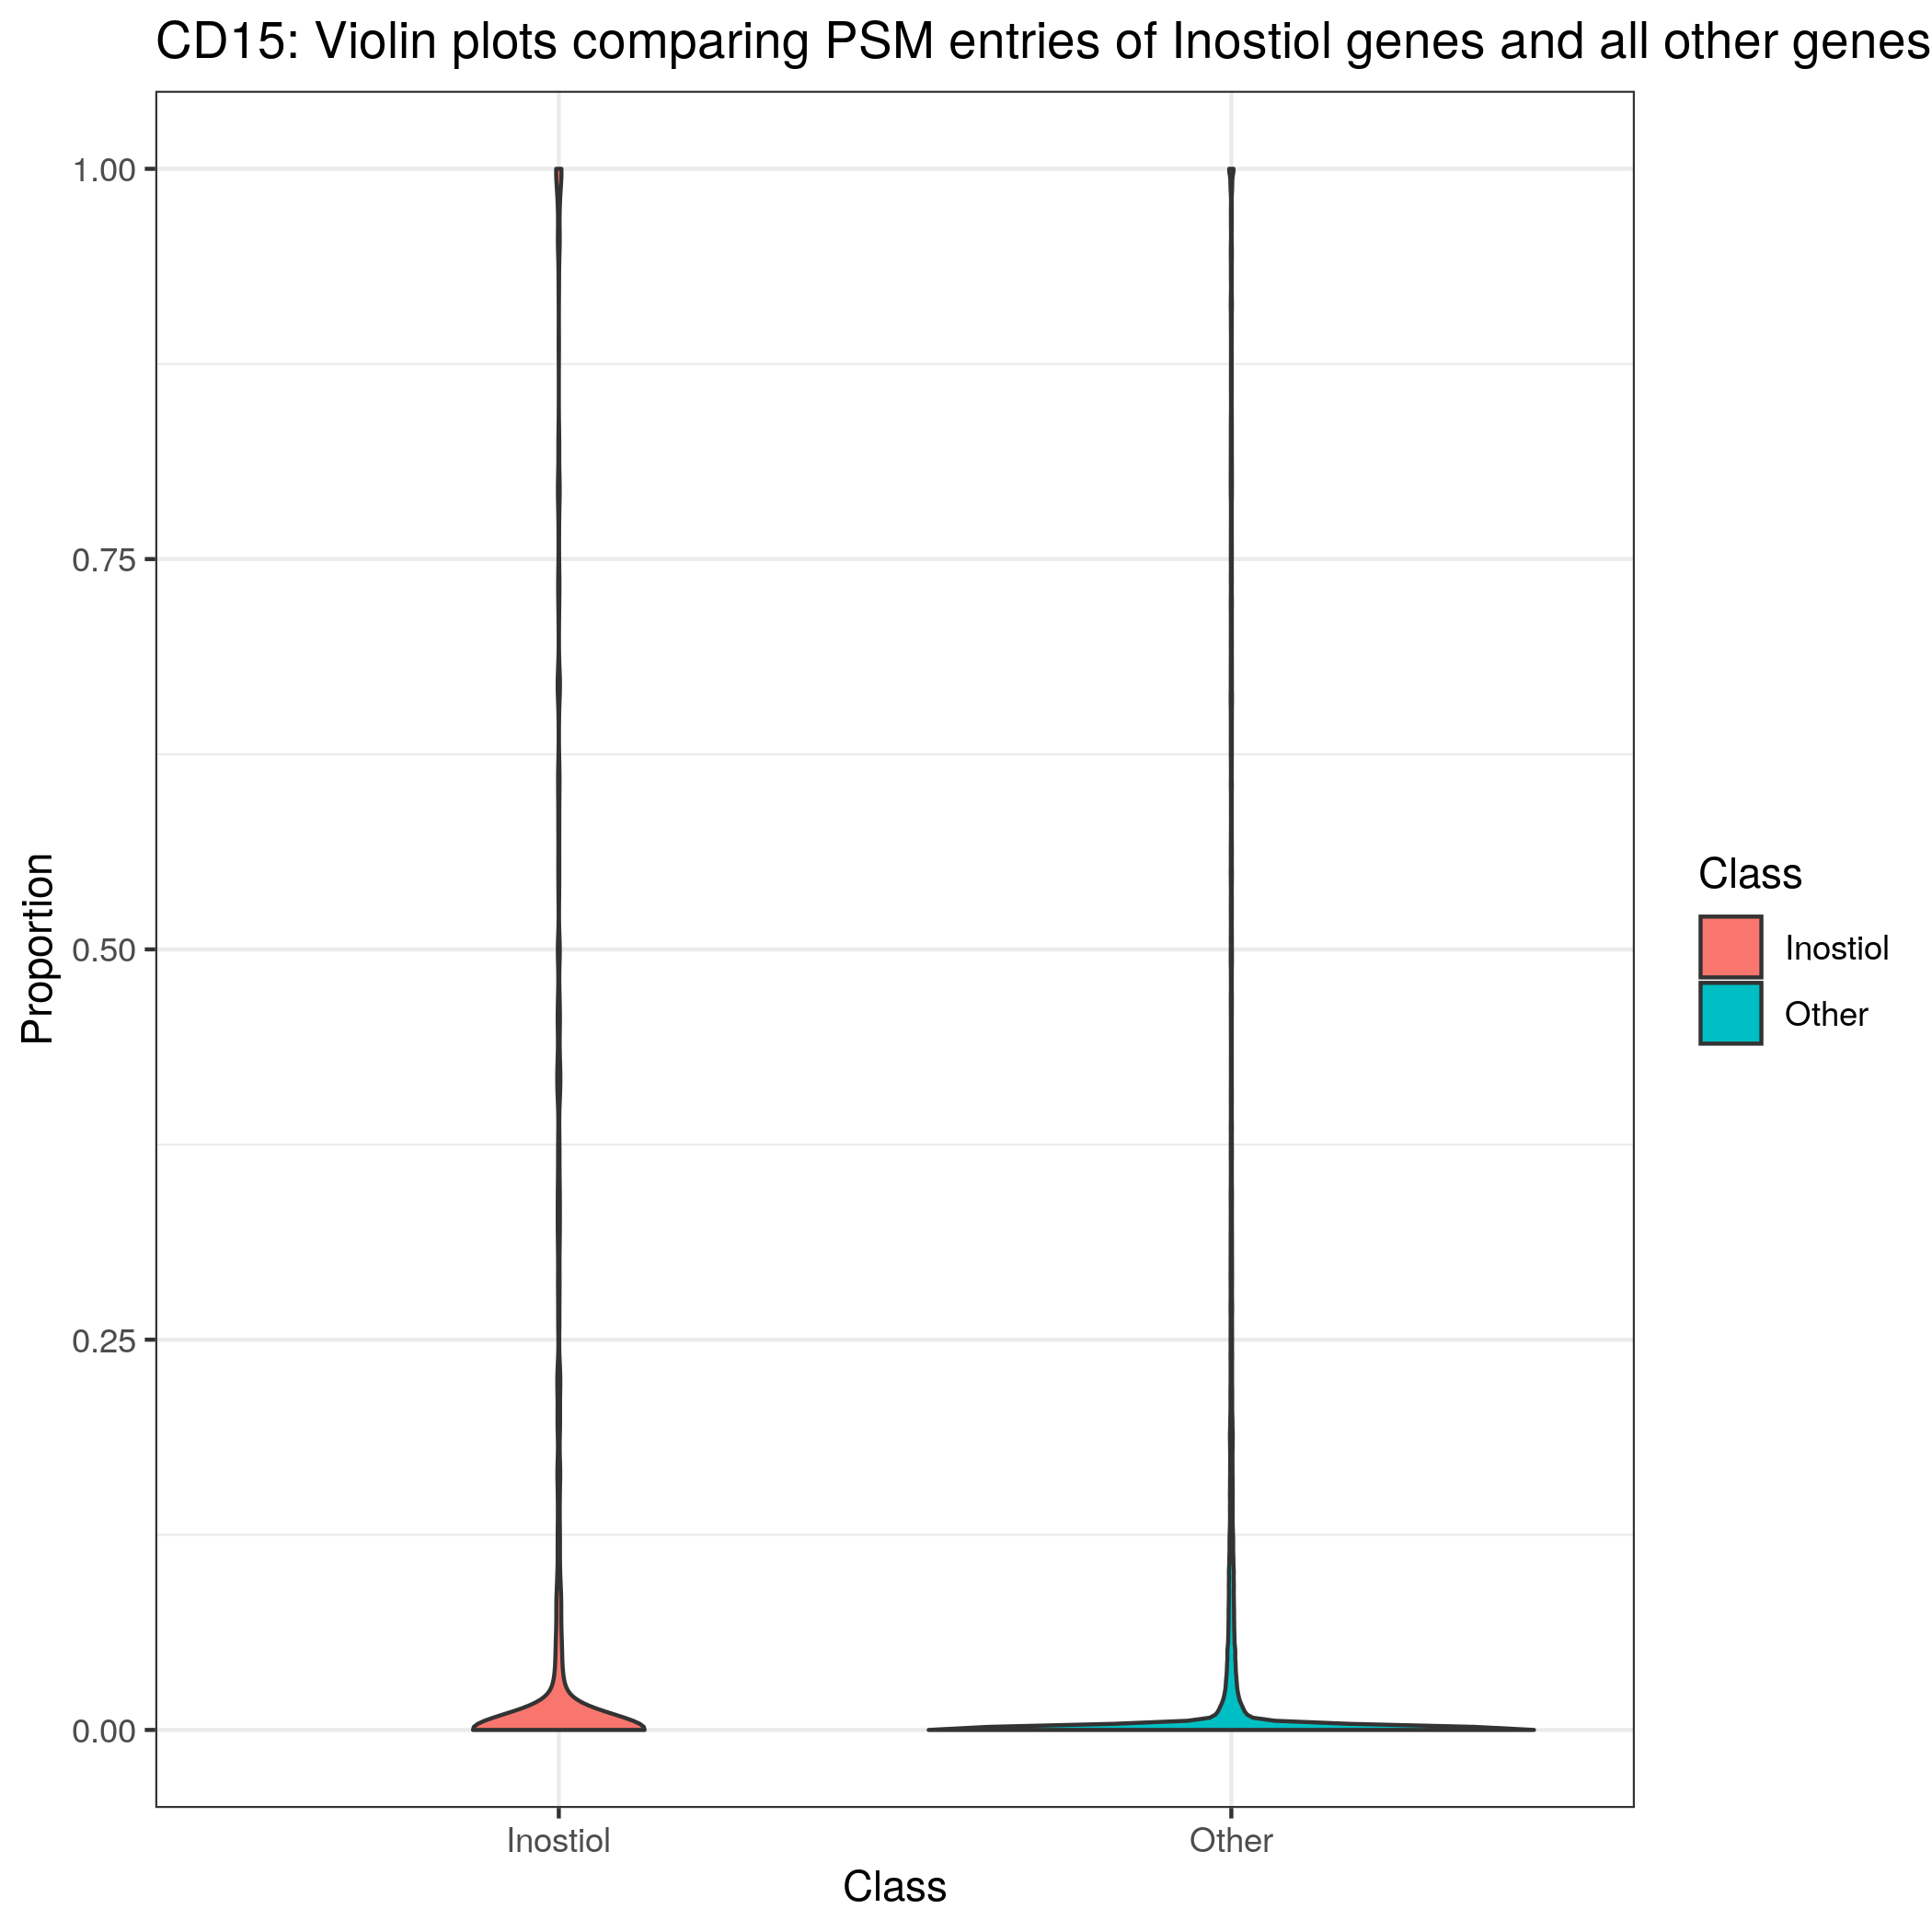 CD15: Violin plots comparing PSM entries of Inostiol genes and all other genes
1.00
0.75
0.50
0.25
0.00
Proportion
Inostiol
Other
Class
Class
Inostiol
Other